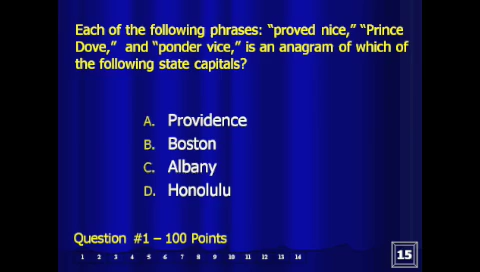 Each of the following phrases: “proved nice,” “Prince
Dove,” and “ponder vice,” is an anagram of which of
the following state capitals?
A. Providence
B. Boston
C. Albany
D. Honolulu
Question #1 – 100 Points
1 2 3 4 5 6 7 8 9 10 11 12 13 14
15